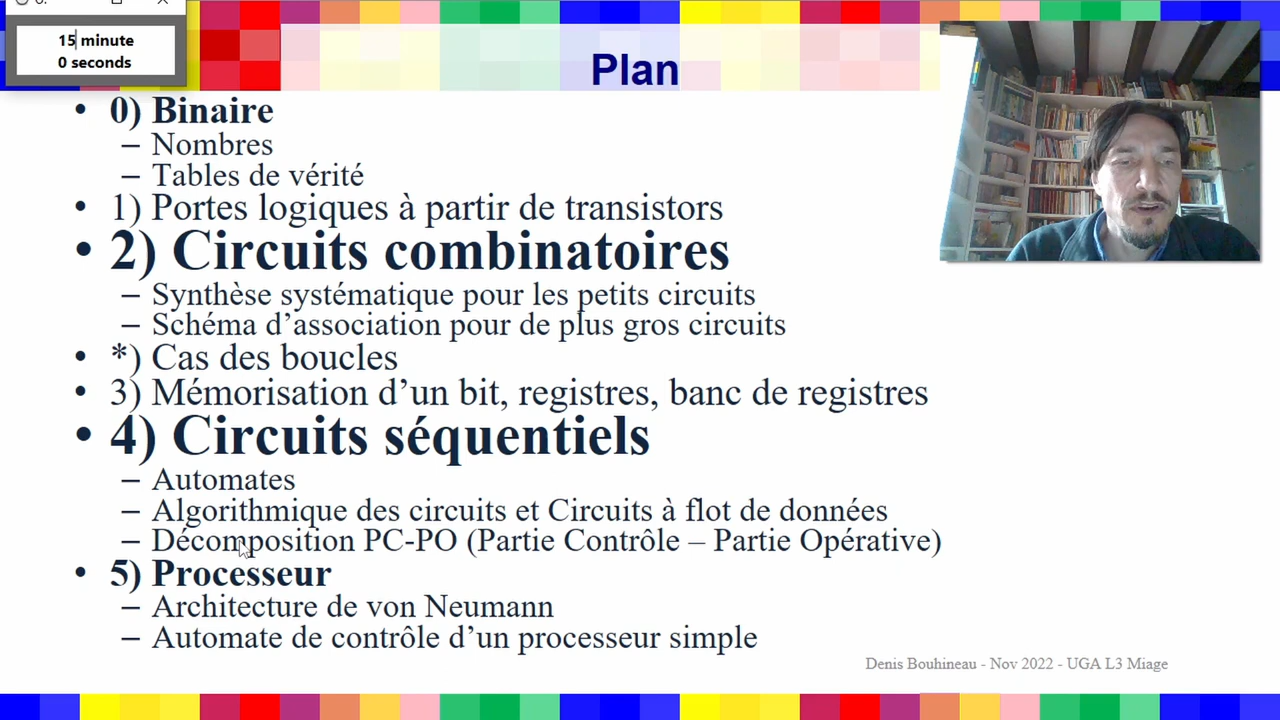 15 minute
0 seconds
Plan
• 0) Binaire
– Nombres
– Tables de vérité
• 1) Portes logiques à partir de transistors
• 2) Circuits combinatoires
– Synthèse systématique pour les petits circuits
– Schéma d’association pour de plus gros circuits
• *) Cas des boucles
• 3) Mémorisation d’un bit, registres, banc de registres
• 4) Circuits séquentiels
– Automates
– Algorithmique des circuits et Circuits à flot de données
– Décomposition PC-PO (Partie Contrôle – Partie Opérative)
• 5) Processeur
– Architecture de von Neumann
– Automate de contrôle d’un processeur simple
Denis Bouhineau - Nov 2022 - UGA L3 Miage